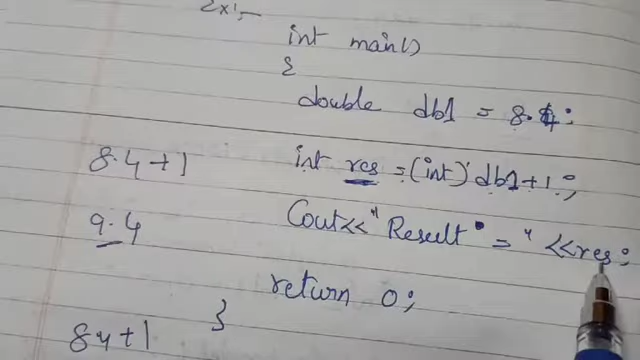 Ex:-
int main()
{
double db1 = 8.4;
8.4+1
int res = (int) db1+1;
9.4
Cout<<"Result = " <<res;
return 0;
84+1
}